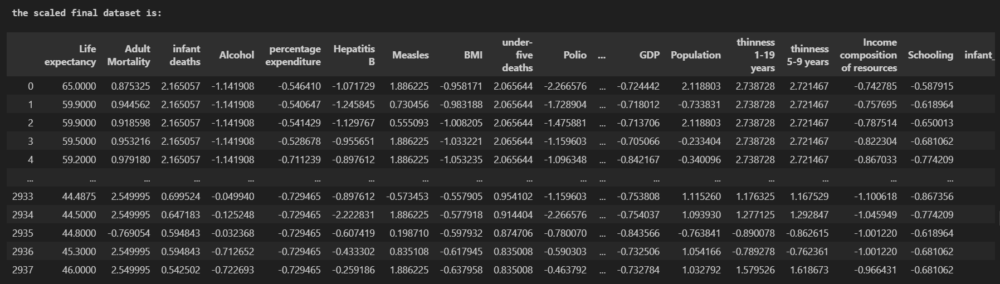 the scaled final dataset is:
Life expectancy Adult Mortality infant deaths Alcohol percentage expenditure Hepatitis B Measles BMI under-five deaths Polio ... GDP Population thinness 1-19 years thinness 5-9 years Income composition of resources Schooling infant_
0 65.0000 0.875325 2.165057 -1.141908 -0.546410 -1.071729 1.886225 -0.958171 2.065644 -2.266576 ... -0.724442 2.118803 2.738728 2.721467 -0.742785 -0.587915
1 59.9000 0.944562 2.165057 -1.141908 -0.540647 -1.245845 0.730456 -0.983188 2.065644 -1.728904 ... -0.718012 -0.733831 2.738728 2.721467 -0.757695 -0.618964
2 59.9000 0.918598 2.165057 -1.141908 -0.541429 -1.129767 0.555093 -1.008205 2.065644 -1.475881 ... -0.713706 2.118803 2.738728 2.721467 -0.787514 -0.650013
3 59.5000 0.953216 2.165057 -1.141908 -0.528678 -0.955651 1.886225 -1.033221 2.065644 -1.159603 ... -0.705066 -0.233404 2.738728 2.721467 -0.822304 -0.681062
4 59.2000 0.979180 2.165057 -1.141908 -0.711239 -0.897612 1.886225 -1.053235 2.065644 -1.096348 ... -0.842167 -0.340096 2.738728 2.721467 -0.867033 -0.774209
... ... ... ... ... ... ... ... ... ... ... ... ... ... ... ... ... ...
2933 44.4875 2.549995 0.699524 -0.049940 -0.729465 -0.897612 -0.573453 -0.557905 0.954102 -1.159603 ... -0.753808 1.115260 1.176325 1.167529 -1.100618 -0.867356
2934 44.5000 2.549995 0.647183 -0.125248 -0.729465 -2.222831 1.886225 -0.577918 0.914404 -2.266576 ... -0.754037 1.093930 1.277125 1.292847 -1.045949 -0.774209
2935 44.8000 -0.769054 0.594843 -0.032368 -0.729465 -0.607419 0.198710 -0.597932 0.874706 -0.780070 ... -0.843566 -0.763841 -0.890078 -0.862615 -1.001220 -0.618964
2936 45.3000 2.549995 0.594843 -0.712652 -0.729465 -0.433302 0.835108 -0.617945 0.835008 -0.590303 ... -0.732506 1.054166 -0.789278 -0.762361 -1.001220 -0.681062
2937 46.0000 2.549995 0.542502 -0.722693 -0.729465 -0.259186 1.886225 -0.637958 0.835008 -0.463792 ... -0.732784 1.032792 1.579526 1.618673 -0.966431 -0.681062